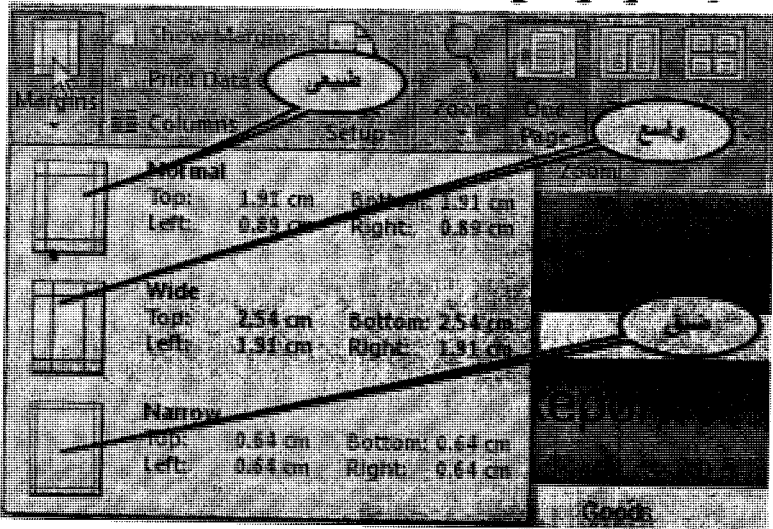 Show Margins
Print Data
Columns
Margins
Setup
Zoom
One
Page
Zoom
طبيعي
واسع
ضيق
Normal
Top: 1.91 cm Bottom: 1.91 cm
Left: 0.89 cm Right: 0.89 cm
Wide
Top: 2.54 cm Bottom: 2.54 cm
Left: 1.91 cm Right: 1.91 cm
Narrow
Top: 0.64 cm Bottom: 0.64 cm
Left: 0.64 cm Right: 0.64 cm
Goods